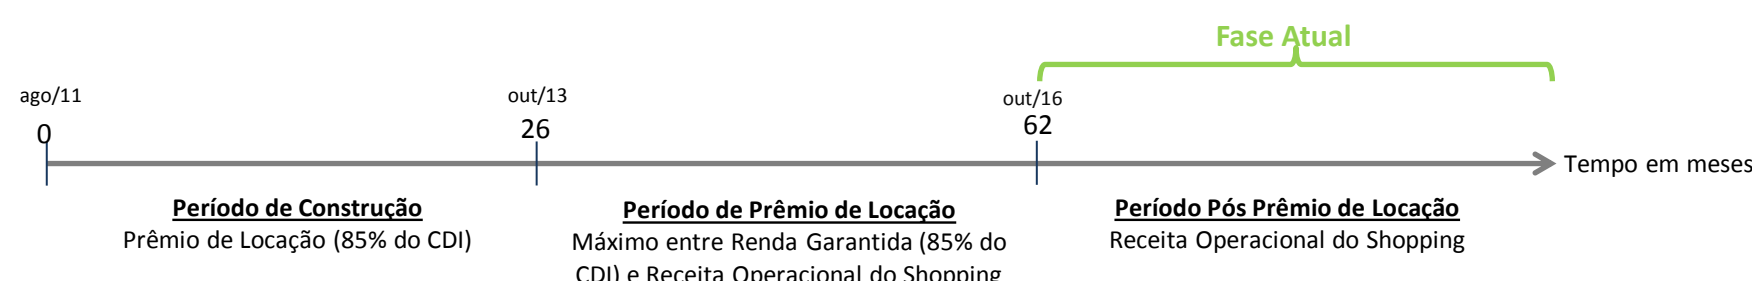 Fase Atual
ago/11
out/13
out/16
0
26
62
Tempo em meses
Período de Construção
Prêmio de Locação (85% do CDI)
Período de Prêmio de Locação
Máximo entre Renda Garantida (85% do
CDI) e Receita Operacional do Shopping
Período Pós Prêmio de Locação
Receita Operacional do Shopping